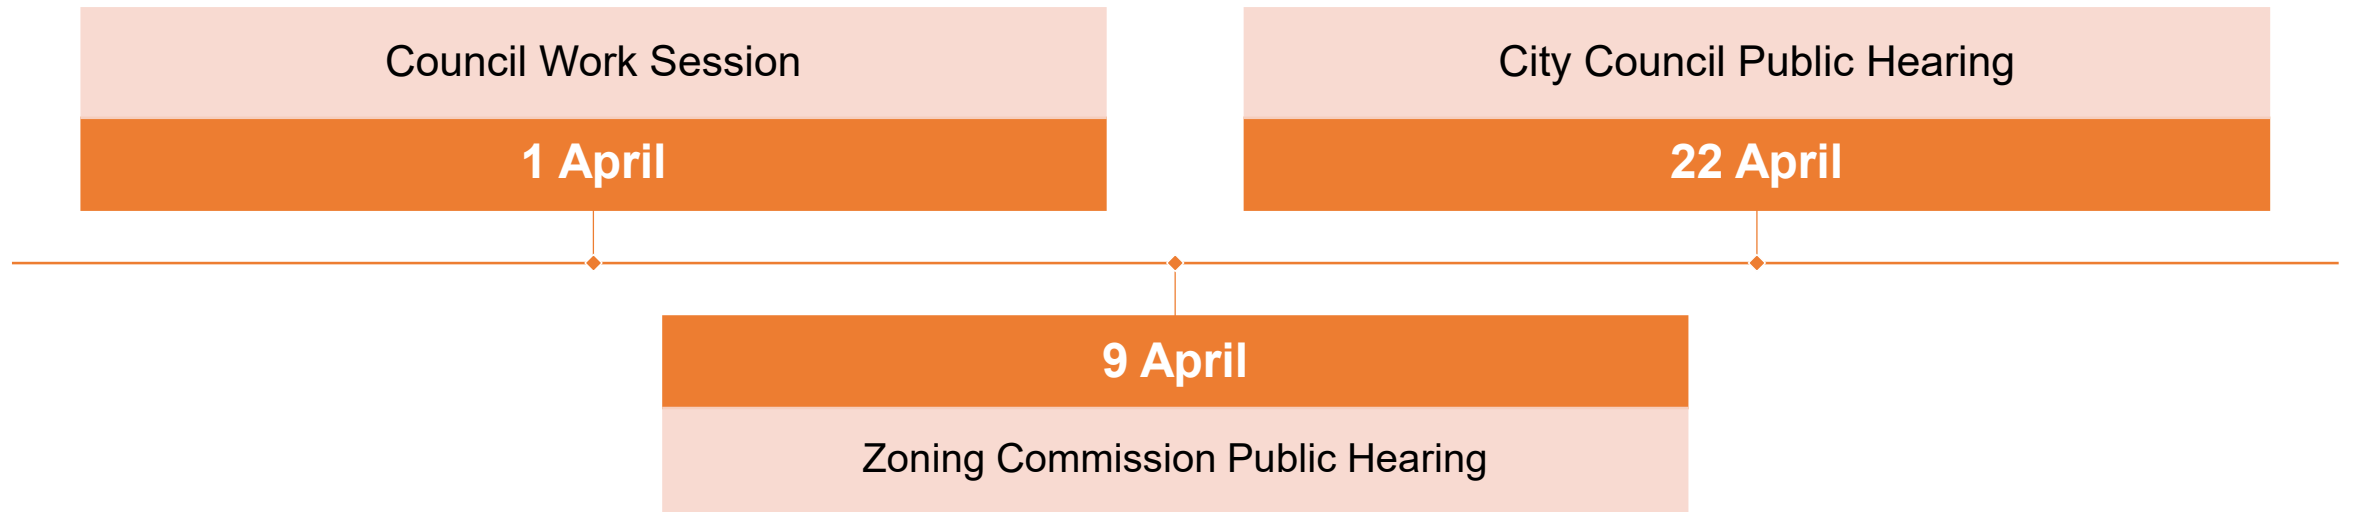 Council Work Session
1 April
City Council Public Hearing
22 April
9 April
Zoning Commission Public Hearing